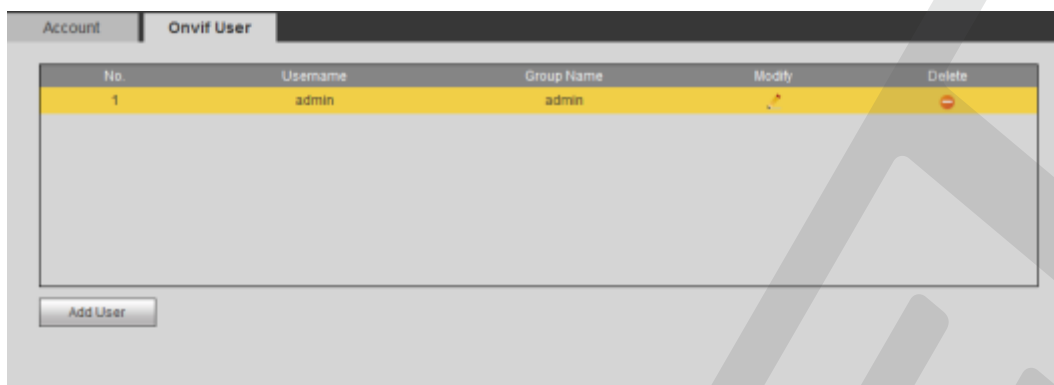 Account Onvif User
No. Username Group Name Modify Delete
1 admin admin
Add User